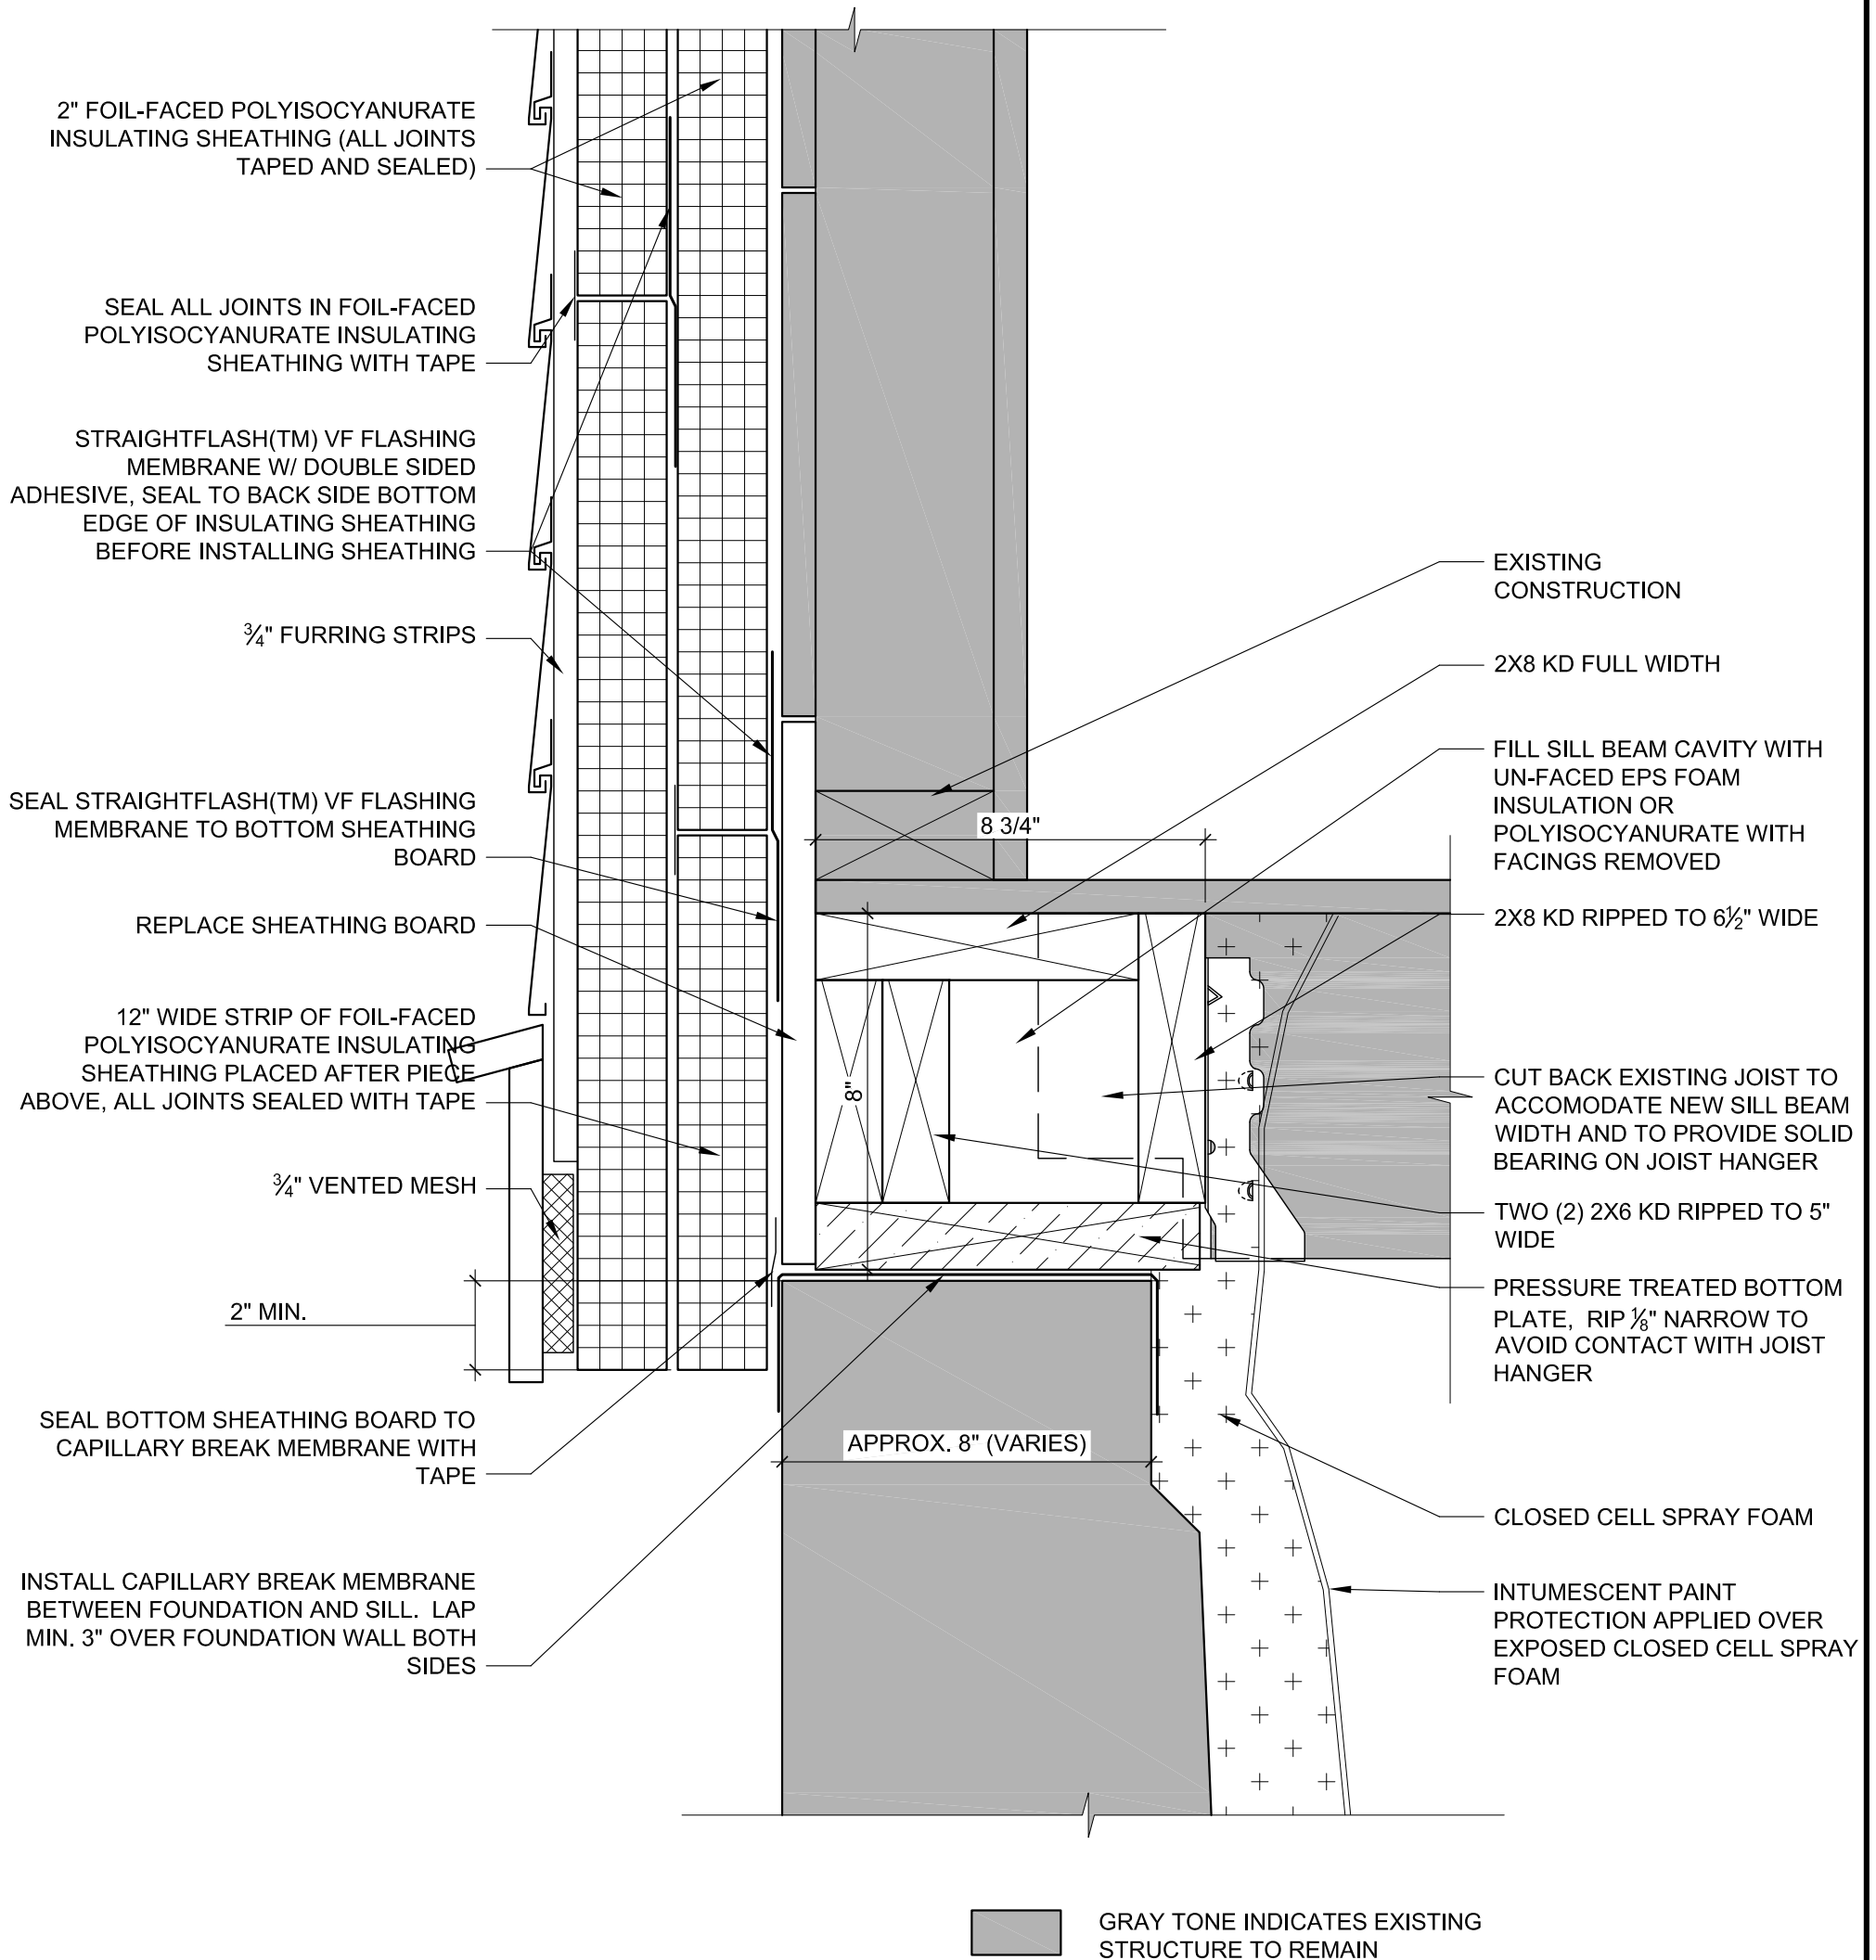 2" FOIL-FACED POLYISOCYANURATE
INSULATING SHEATHING (ALL JOINTS
TAPED AND SEALED)
SEAL ALL JOINTS IN FOIL-FACED
POLYISOCYANURATE INSULATING
SHEATHING WITH TAPE
STRAIGHTFLASH(TM) VF FLASHING
MEMBRANE W/ DOUBLE SIDED
ADHESIVE, SEAL TO BACK SIDE BOTTOM
EDGE OF INSULATING SHEATHING
BEFORE INSTALLING SHEATHING
¾" FURRING STRIPS
SEAL STRAIGHTFLASH(TM) VF FLASHING
MEMBRANE TO BOTTOM SHEATHING
BOARD
REPLACE SHEATHING BOARD
12" WIDE STRIP OF FOIL-FACED
POLYISOCYANURATE INSULATING
SHEATHING PLACED AFTER PIECE
ABOVE, ALL JOINTS SEALED WITH TAPE
¾" VENTED MESH
2" MIN.
SEAL BOTTOM SHEATHING BOARD TO
CAPILLARY BREAK MEMBRANE WITH
TAPE
INSTALL CAPILLARY BREAK MEMBRANE
BETWEEN FOUNDATION AND SILL. LAP
MIN. 3" OVER FOUNDATION WALL BOTH
SIDES
8 3/4"
8"
APPROX. 8" (VARIES)
EXISTING
CONSTRUCTION
2X8 KD FULL WIDTH
FILL SILL BEAM CAVITY WITH
UN-FACED EPS FOAM
INSULATION OR
POLYISOCYANURATE WITH
FACINGS REMOVED
2X8 KD RIPPED TO 6½" WIDE
CUT BACK EXISTING JOIST TO
ACCOMODATE NEW SILL BEAM
WIDTH AND TO PROVIDE SOLID
BEARING ON JOIST HANGER
TWO (2) 2X6 KD RIPPED TO 5"
WIDE
PRESSURE TREATED BOTTOM
PLATE, RIP ⅛" NARROW TO
AVOID CONTACT WITH JOIST
HANGER
CLOSED CELL SPRAY FOAM
INTUMESCENT PAINT
PROTECTION APPLIED OVER
EXPOSED CLOSED CELL SPRAY
FOAM
GRAY TONE INDICATES EXISTING
STRUCTURE TO REMAIN